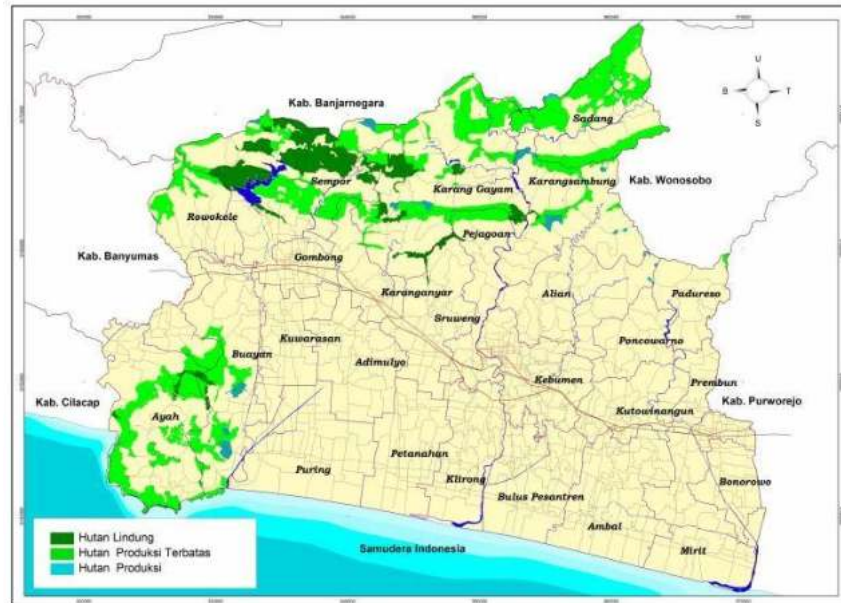 Kab. Banjarnegara
U
B
T
S
Sadang
Sempor
Karang Gayam
Karangsambung
Kab. Wonosobo
Rowokele
Pejagoan
Kab. Banyumas
Gombong
Karanganyar
Alian
Padureso
Sruweng
Kuwarasan
Buayan
Adimulyo
Poncowarno
Kebumen
Prembun
Kab. Cilacap
Ayah
Kutowinangun
Kab. Purworejo
Petanahan
Puring
Klirong
Bonorowo
Bulus Pesantren
Ambal
Mirit
Samudera Indonesia
Hutan Lindung
Hutan Produksi Terbatas
Hutan Produksi